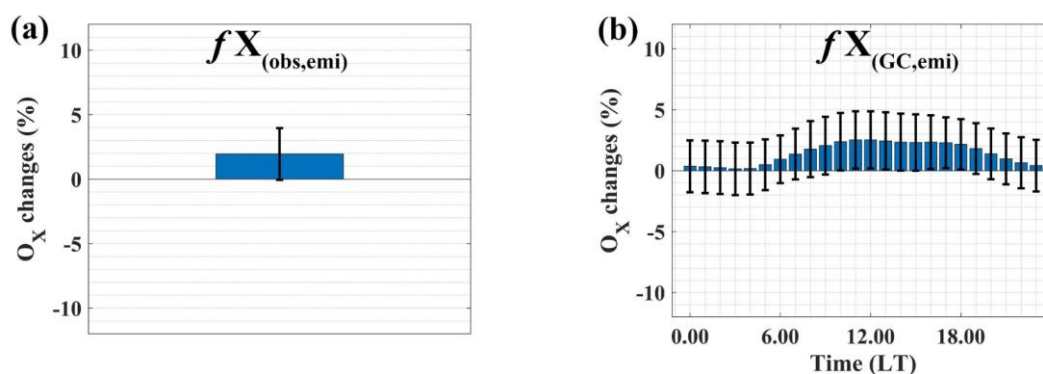 (a)
f X(obs,emi)
OX changes (%)
10
5
0
-5
-10
(b)
f X(GC,emi)
OX changes (%)
10
5
0
-5
-10
0.00 6.00 12.00 18.00
Time (LT)